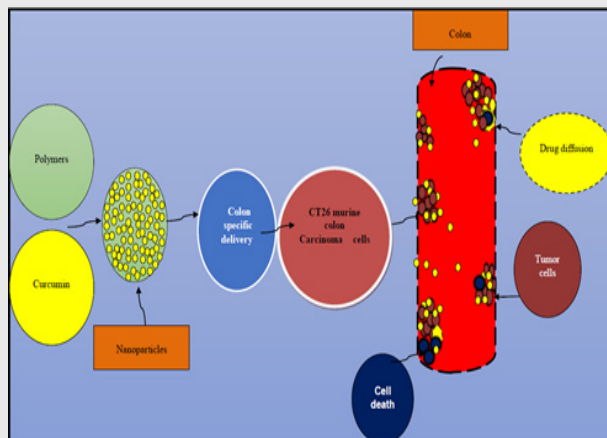 Colon
Polymers
Drug diffusion
Colon
specific
delivery
CT26 murine
colon
Carcinoma cells
Tumor
cells
Curcumin
Nanoparticles
Cell
death